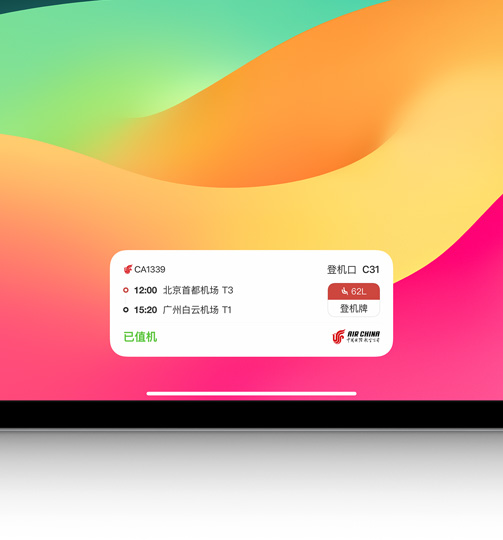 CA1339
登机口 C31
12:00 北京首都机场 T3
62L
15:20 广州白云机场 T1
登机牌
已值机
AIR CHINA
中国国际航空公司